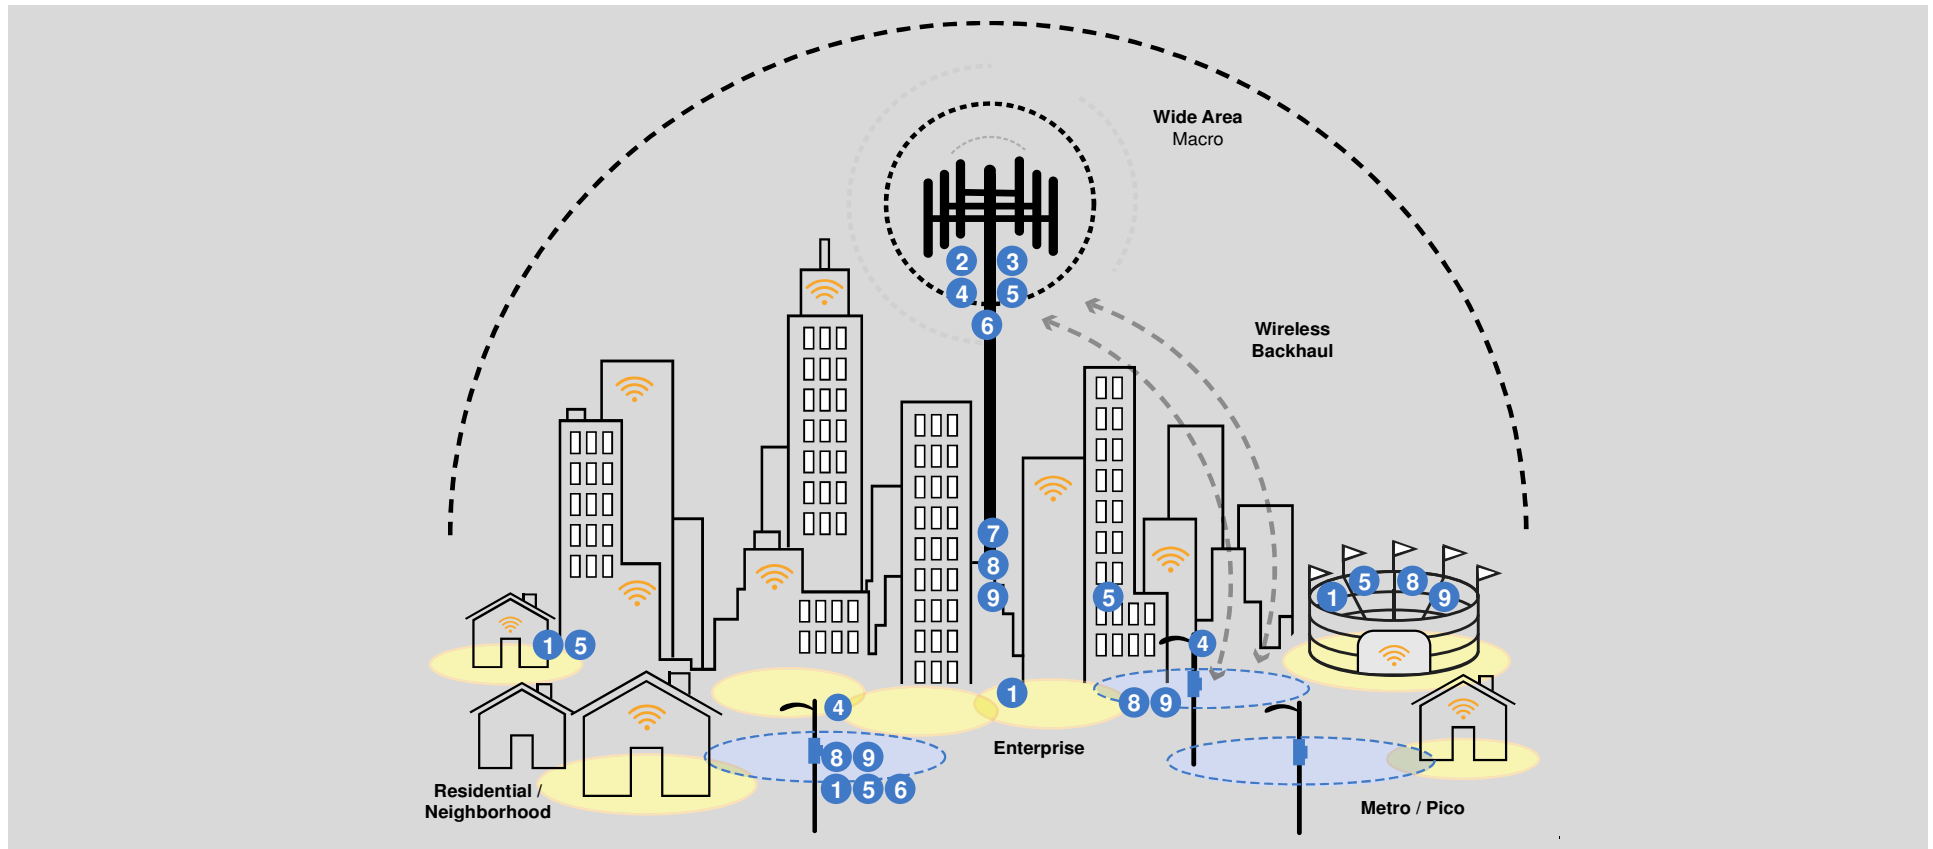 Wide Area
Macro
2 3
4 5
6
Wireless
Backhaul
7
8
9
5
1 5 8 9
1 5
4
1
8 9
4
8 9
1 5 6
Enterprise
Residential /
Neighborhood
Metro / Pico